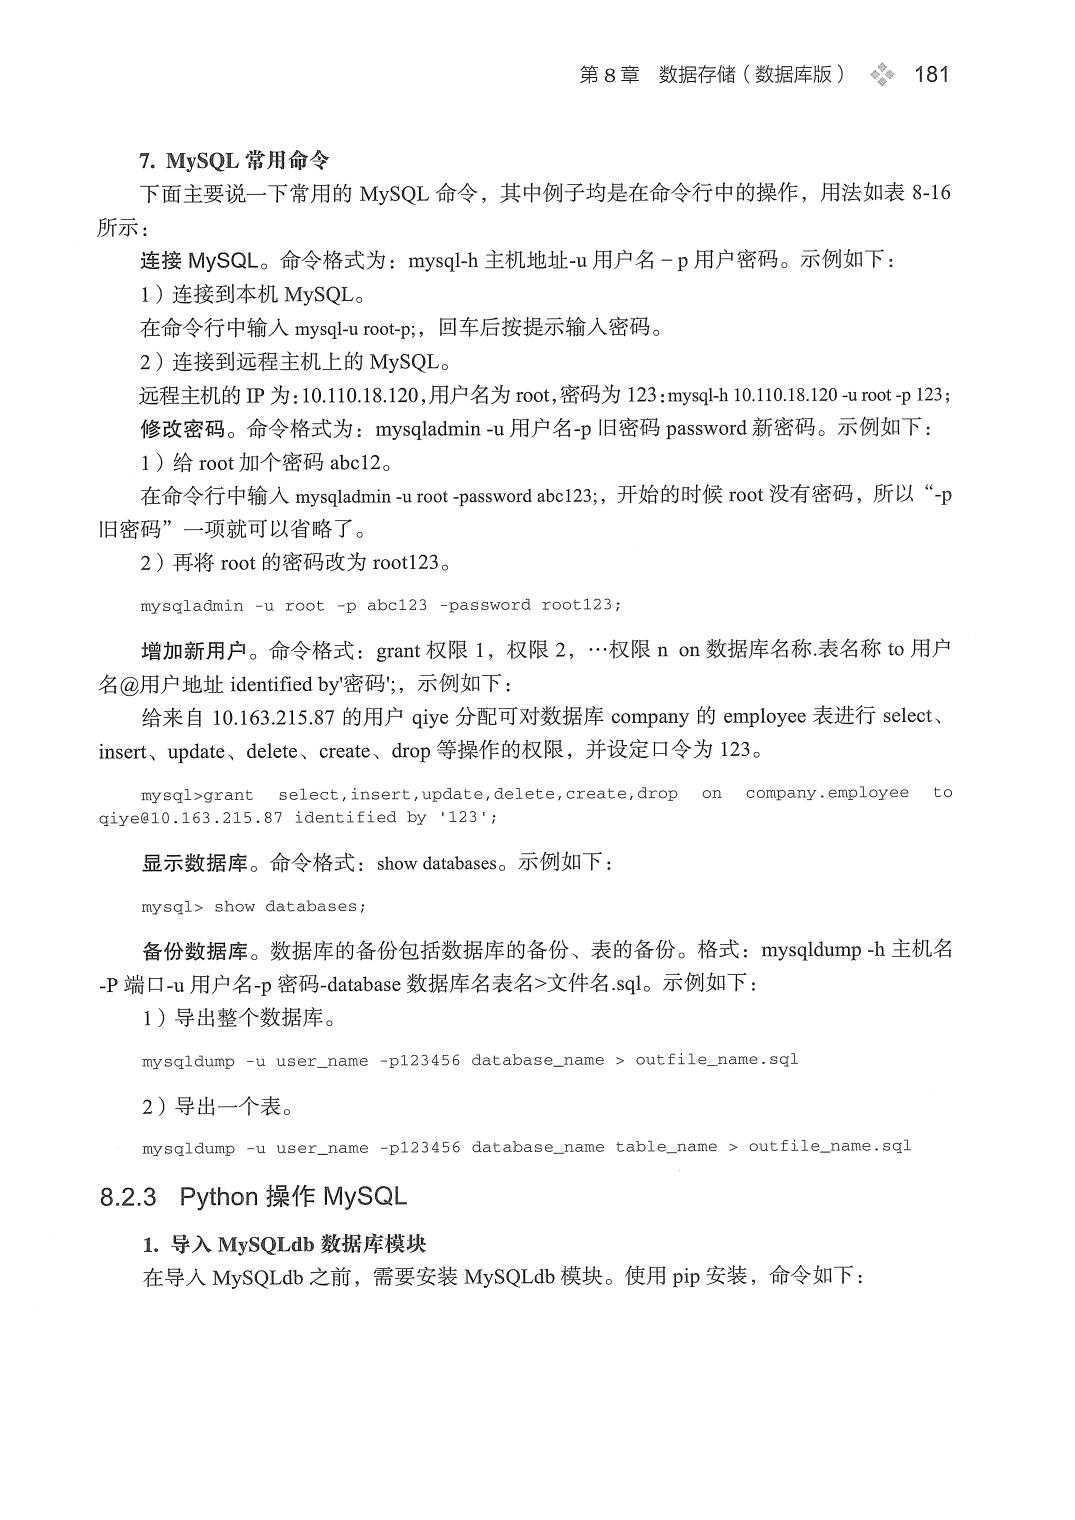 第 8 章　数据存储（数据库版） 181
7. MySQL 常用命令
下面主要说一下常用的 MySQL 命令，其中例子均是在命令行中的操作，用法如表 8-16
所示：
连接 MySQL。命令格式为：mysql-h 主机地址-u 用户名－p 用户密码。示例如下：
1）连接到本机 MySQL。
在命令行中输入 mysql-u root-p;，回车后按提示输入密码。
2）连接到远程主机上的 MySQL。
远程主机的 IP 为：10.110.18.120，用户名为 root，密码为 123：mysql-h 10.110.18.120 -u root -p 123；
修改密码。命令格式为：mysqladmin -u 用户名-p 旧密码 password 新密码。示例如下：
1）给 root 加个密码 abc12。
在命令行中输入 mysqladmin -u root -password abc123;，开始的时候 root 没有密码，所以“-p
旧密码”一项就可以省略了。
2）再将 root 的密码改为 root123。
mysqladmin -u root -p abc123 -password root123;
增加新用户。命令格式：grant 权限 1，权限 2，…权限 n on 数据库名称.表名称 to 用户
名@用户地址 identified by'密码';，示例如下：
给来自 10.163.215.87 的用户 qiye 分配可对数据库 company 的 employee 表进行 select、
insert、update、delete、create、drop 等操作的权限，并设定口令为 123。
mysql>grant select,insert,update,delete,create,drop on company.employee to
qiye@10.163.215.87 identified by '123';
显示数据库。命令格式：show databases。示例如下：
mysql> show databases;
备份数据库。数据库的备份包括数据库的备份、表的备份。格式：mysqldump -h 主机名
-P 端口-u 用户名-p 密码-database 数据库名表名>文件名.sql。示例如下：
1）导出整个数据库。
mysqldump -u user_name -p123456 database_name > outfile_name.sql
2）导出一个表。
mysqldump -u user_name -p123456 database_name table_name > outfile_name.sql
8.2.3 Python 操作 MySQL
1. 导入 MySQLdb 数据库模块
在导入 MySQLdb 之前，需要安装 MySQLdb 模块。使用 pip 安装，命令如下：